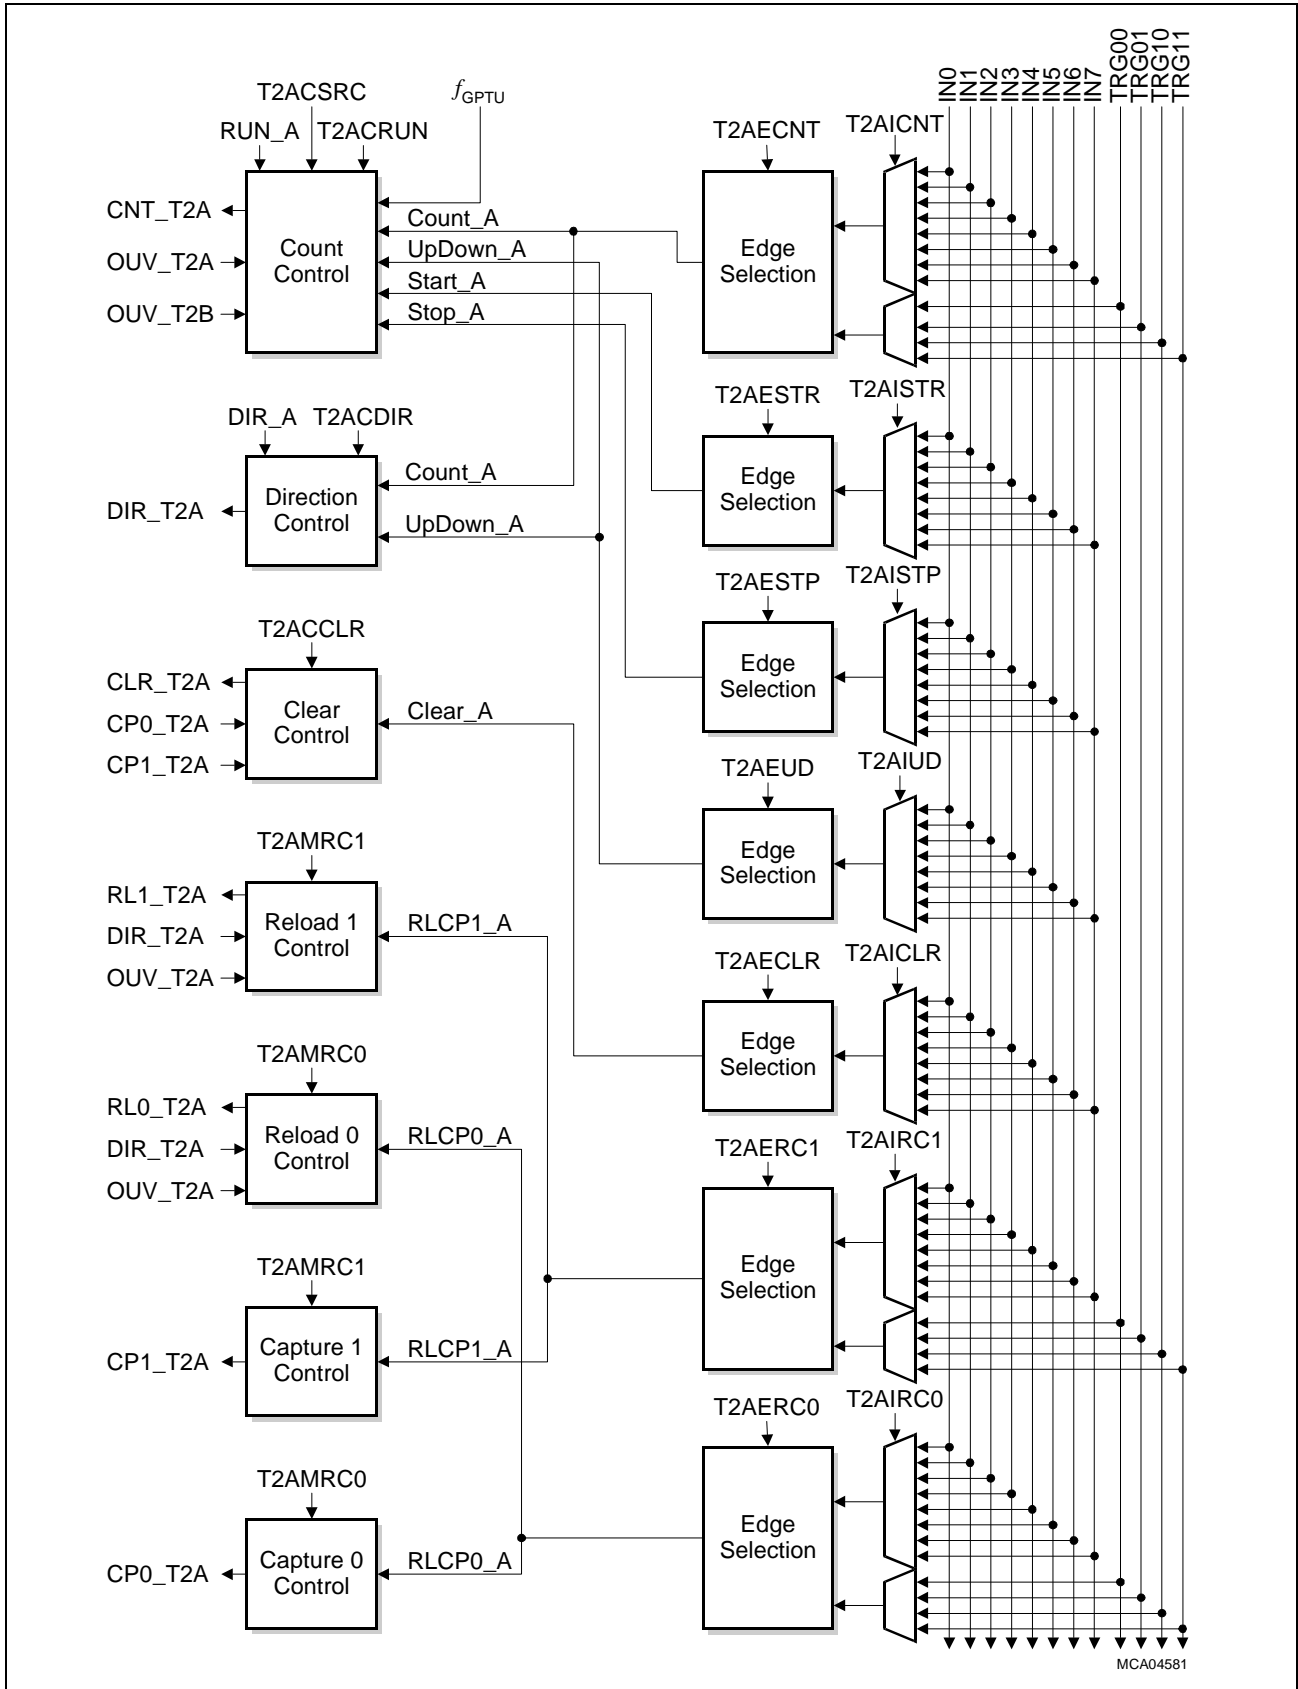 IN0
IN1
IN2
IN3
IN4
IN5
IN6
IN7
TRG00
TRG01
TRG10
TRG11
T2ACSRC
fGPTU
RUN_A
T2ACRUN
T2AECNT
T2AICNT
CNT_T2A
OUV_T2A
OUV_T2B
Count
Control
Count_A
UpDown_A
Start_A
Stop_A
Edge
Selection
T2AESTR
T2AISTR
DIR_A
T2ACDIR
DIR_T2A
Direction
Control
Count_A
UpDown_A
Edge
Selection
T2AESTP
T2AISTP
Edge
Selection
T2ACCLR
CLR_T2A
CP0_T2A
CP1_T2A
Clear
Control
Clear_A
T2AEUD
T2AIUD
Edge
Selection
T2AMRC1
RL1_T2A
DIR_T2A
OUV_T2A
Reload 1
Control
RLCP1_A
T2AECLR
T2AICLR
Edge
Selection
T2AMRC0
RL0_T2A
DIR_T2A
OUV_T2A
Reload 0
Control
RLCP0_A
T2AERC1
T2AIRC1
Edge
Selection
T2AMRC1
CP1_T2A
Capture 1
Control
RLCP1_A
T2AERC0
T2AIRC0
Edge
Selection
T2AMRC0
CP0_T2A
Capture 0
Control
RLCP0_A
MCA04581